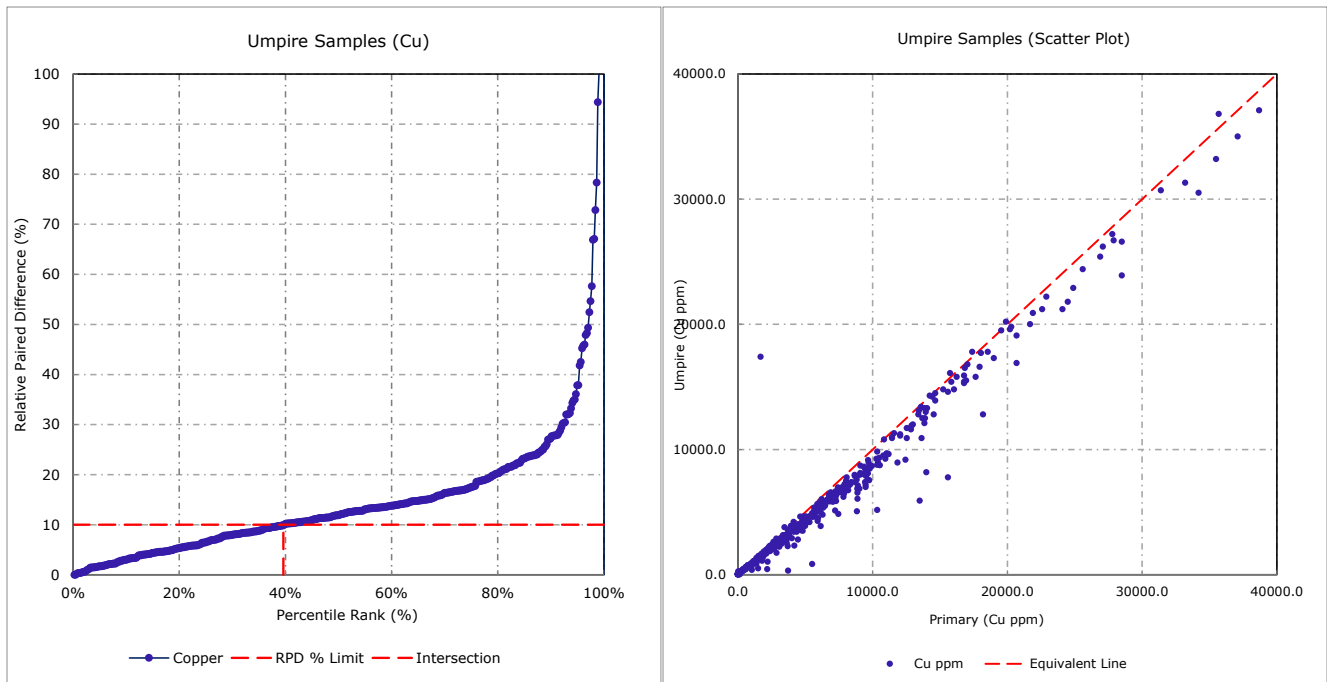 Umpire Samples (Cu)
Relative Paired Difference (%)
100
90
80
70
60
50
40
30
20
10
0
0% 20% 40% 60% 80% 100%
Percentile Rank (%)
Copper RPD % Limit Intersection
Umpire Samples (Scatter Plot)
Umpire (Cu ppm)
40000.0
30000.0
20000.0
10000.0
0.0
0.0 10000.0 20000.0 30000.0 40000.0
Primary (Cu ppm)
Cu ppm Equivalent Line